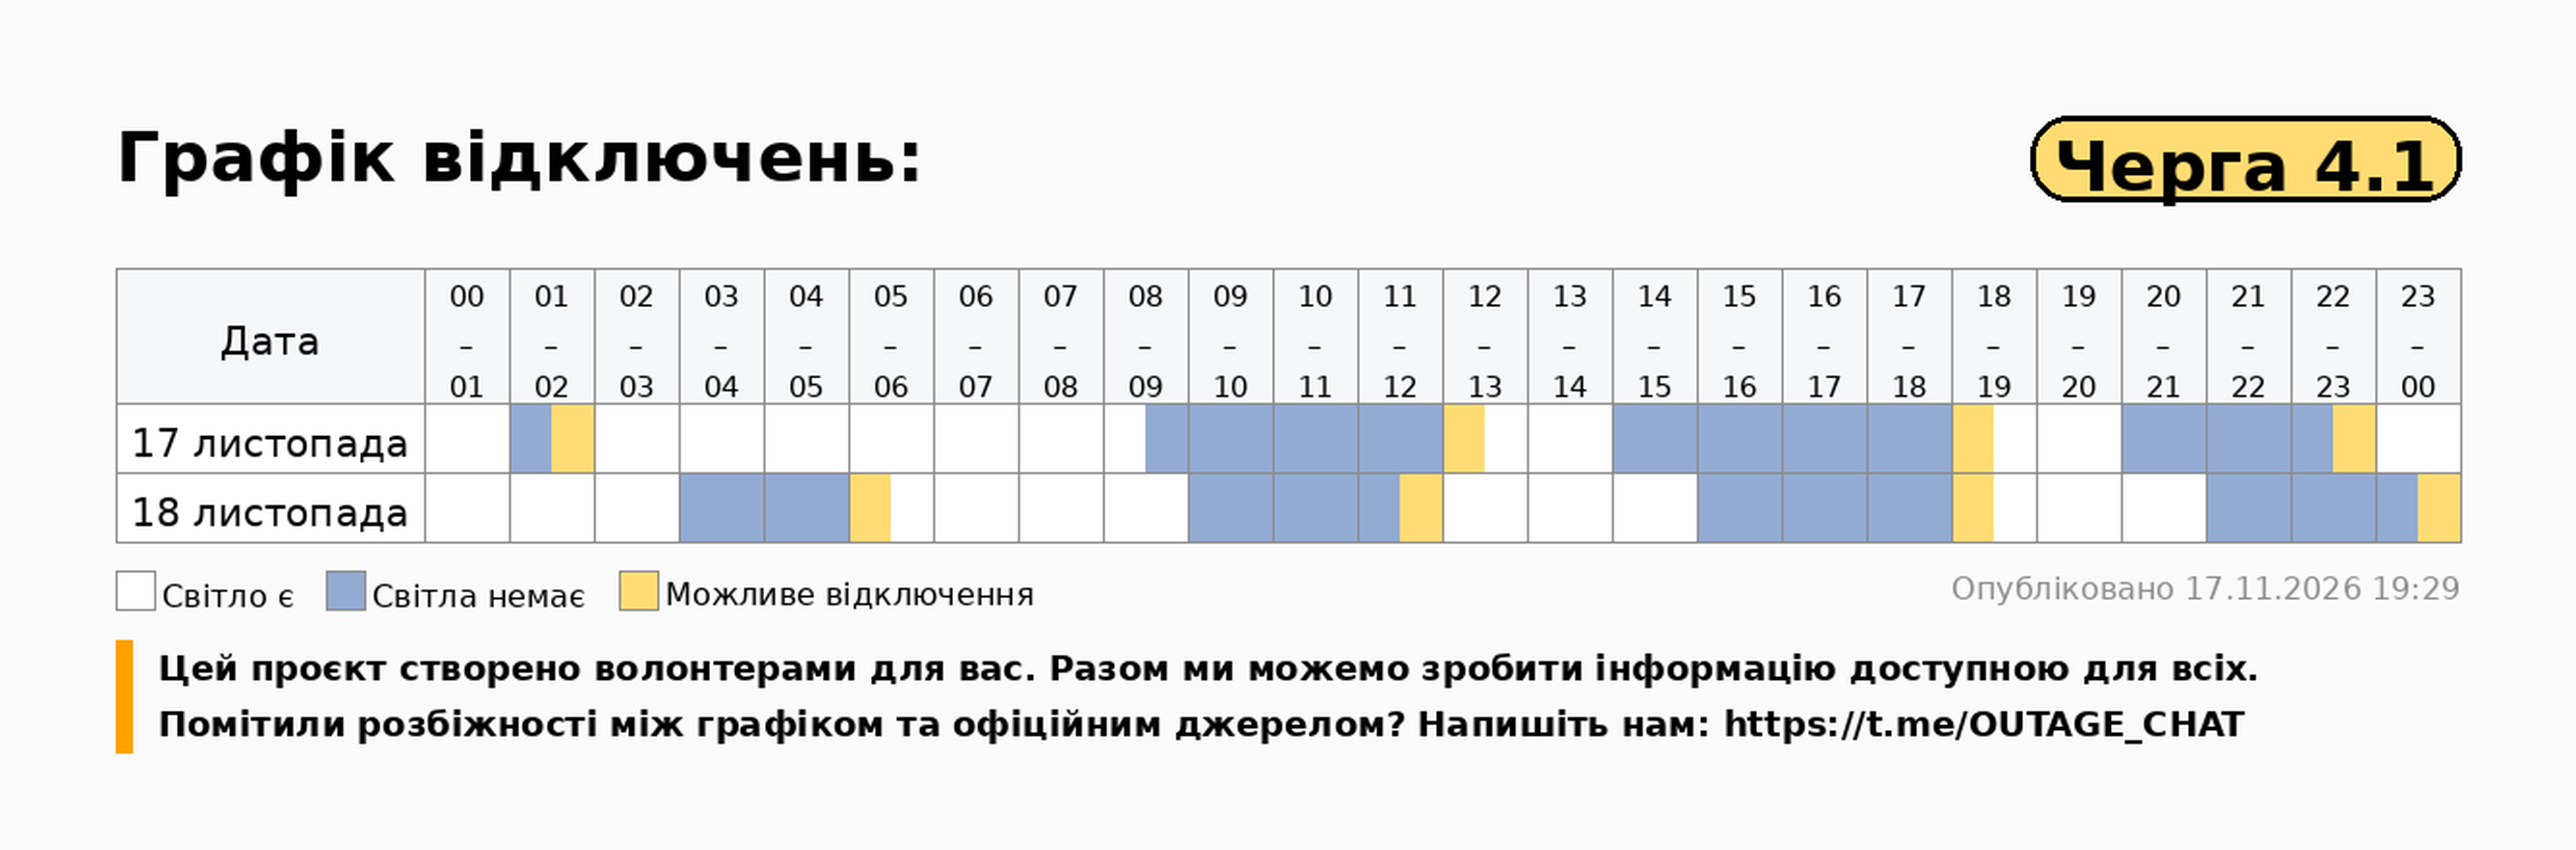 Графік відключень:
Черга 4.1
Дата
00 – 01
01 – 02
02 – 03
03 – 04
04 – 05
05 – 06
06 – 07
07 – 08
08 – 09
09 – 10
10 – 11
11 – 12
12 – 13
13 – 14
14 – 15
15 – 16
16 – 17
17 – 18
18 – 19
19 – 20
20 – 21
21 – 22
22 – 23
23 – 00
17 листопада
18 листопада
Світло є
Світла немає
Можливе відключення
Опубліковано 17.11.2026 19:29
Цей проєкт створено волонтерами для вас. Разом ми можемо зробити інформацію доступною для всіх.
Помітили розбіжності між графіком та офіційним джерелом? Напишіть нам: https://t.me/OUTAGE_CHAT